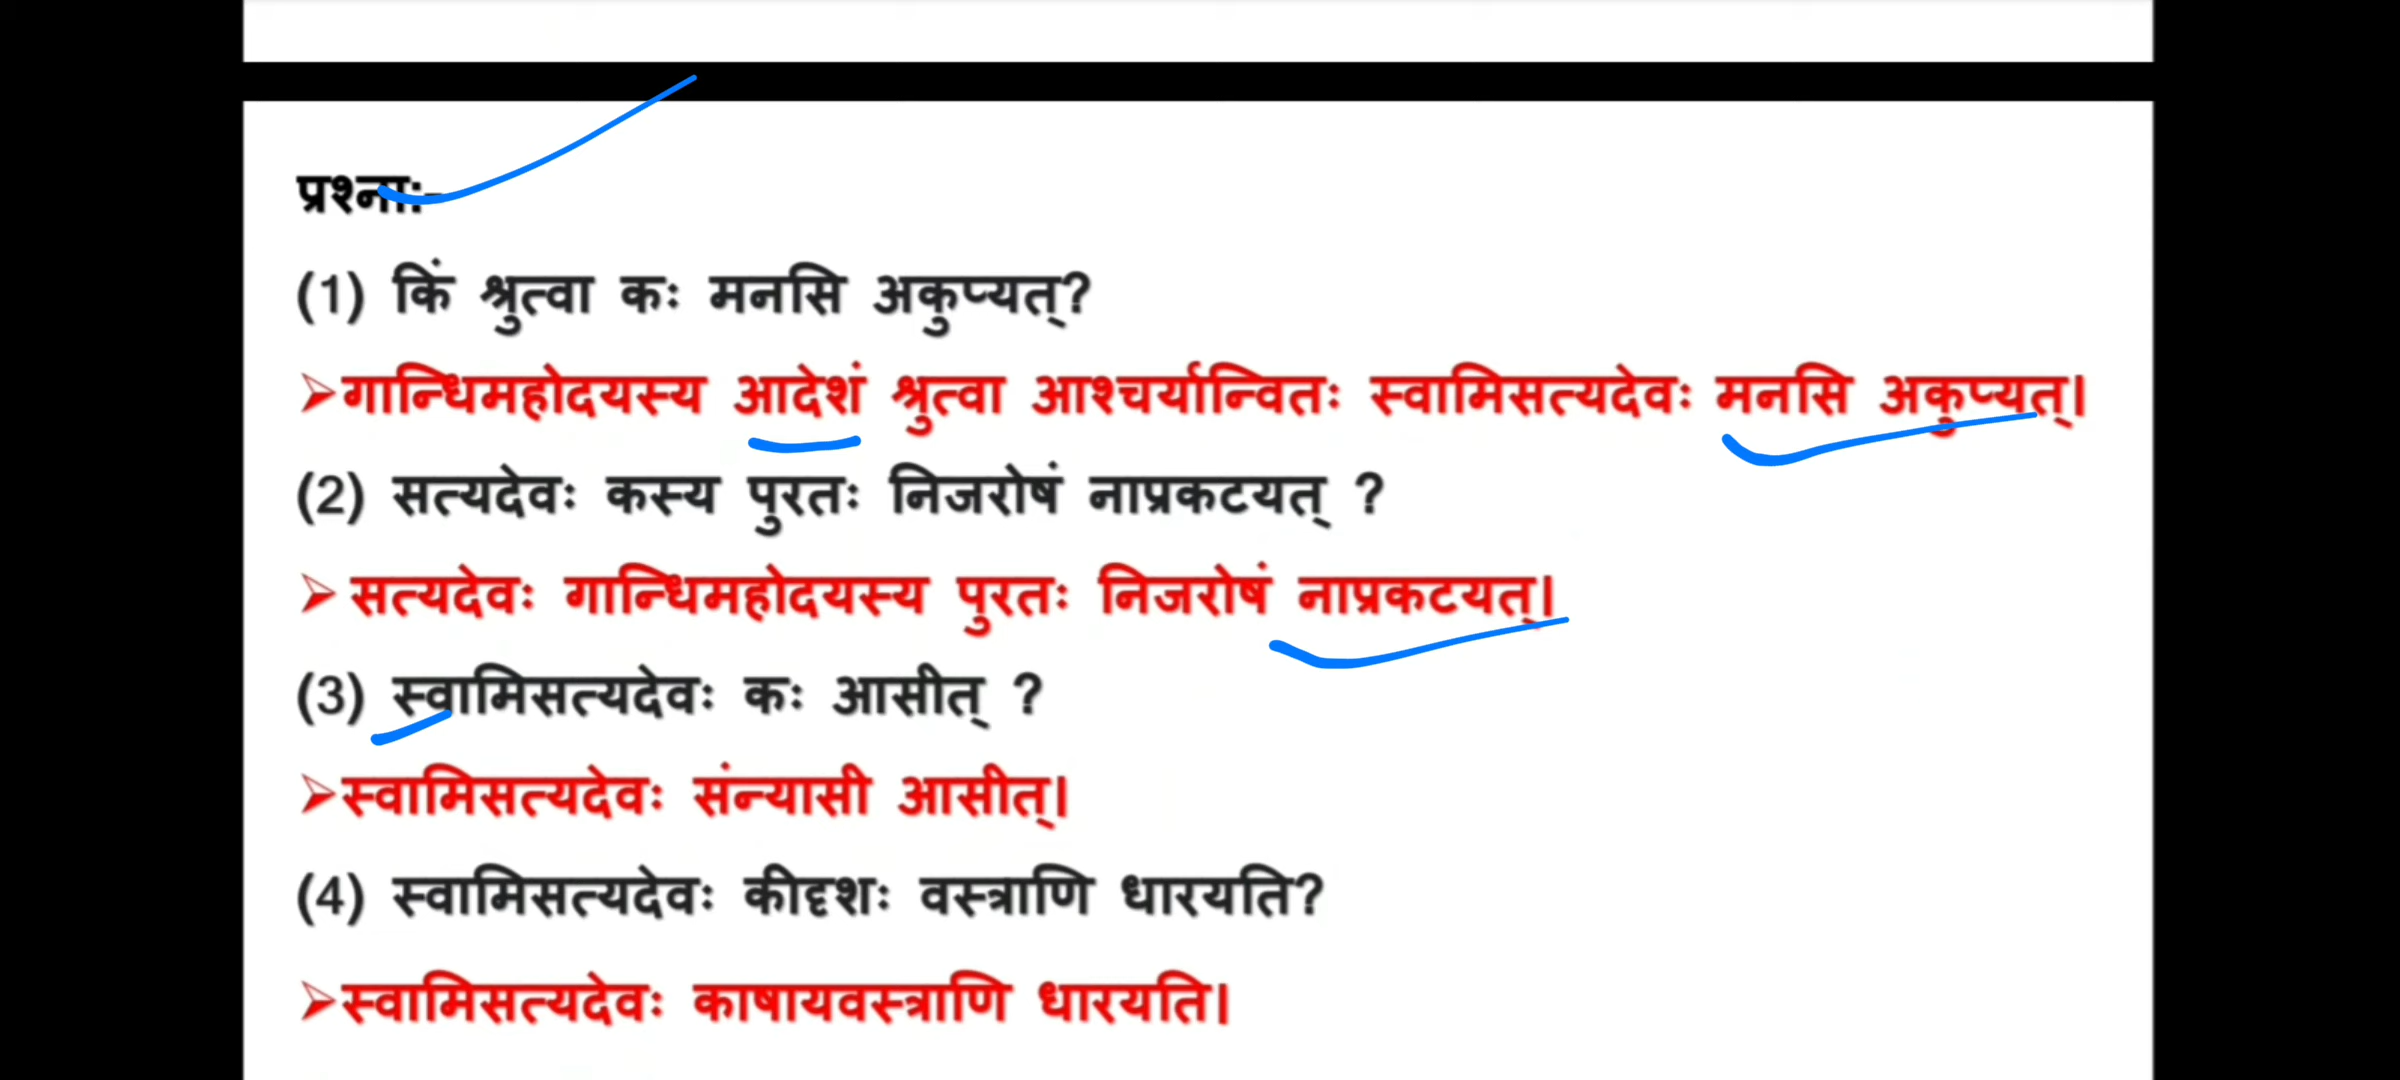 प्रश्नाः-
(1) किं श्रुत्वा कः मनसि अकुप्यत्?
➢गान्धिमहोदयस्य आदेशं श्रुत्वा आश्चर्यान्वितः स्वामिसत्यदेवः मनसि अकुप्यत्।
(2) सत्यदेवः कस्य पुरतः निजरोषं नाप्रकटयत् ?
➢ सत्यदेवः गान्धिमहोदयस्य पुरतः निजरोषं नाप्रकटयत्।
(3) स्वामिसत्यदेवः कः आसीत् ?
➢स्वामिसत्यदेवः संन्यासी आसीत्।
(4) स्वामिसत्यदेवः कीदृशः वस्त्राणि धारयति?
➢स्वामिसत्यदेवः काषायवस्त्राणि धारयति।